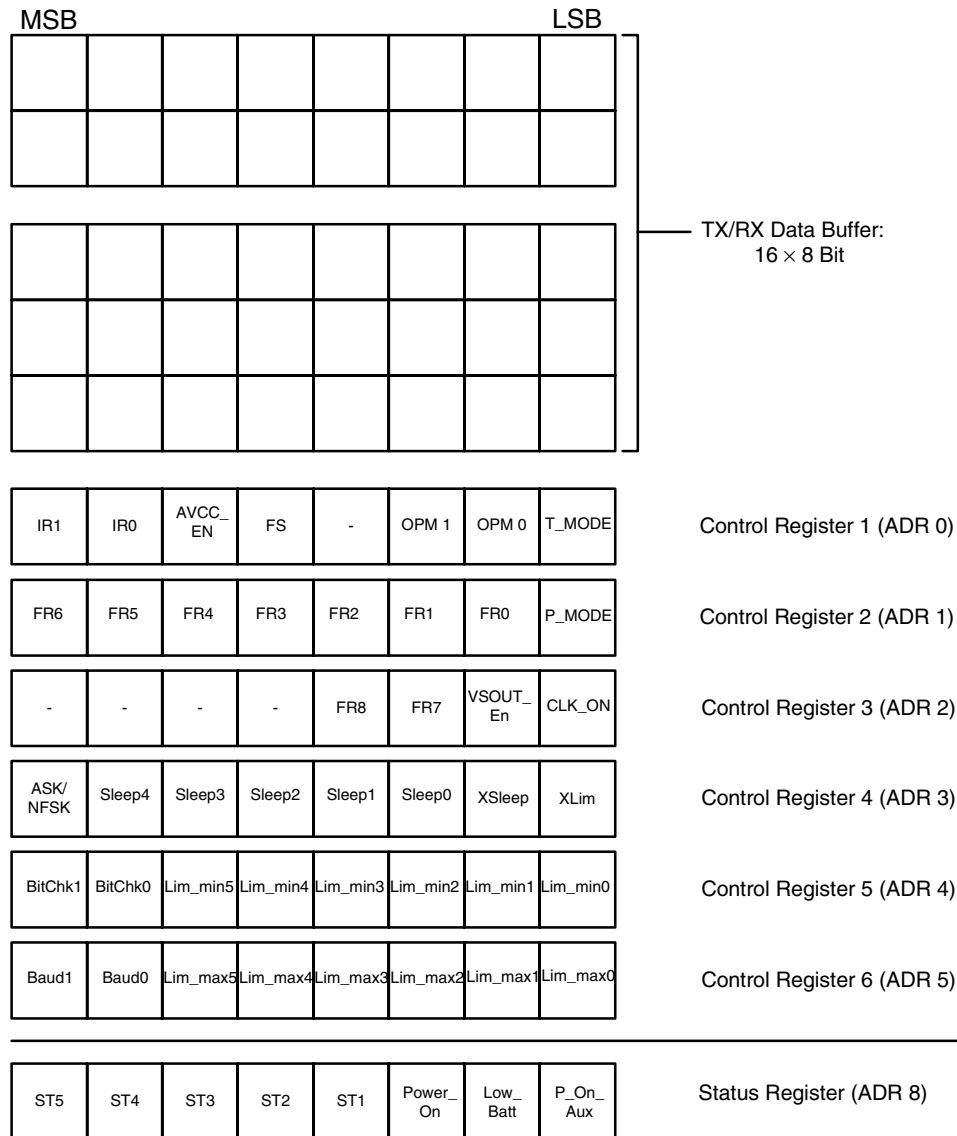 MSB LSB
TX/RX Data Buffer:
16 × 8 Bit
IR1 IR0 AVCC_ EN FS - OPM 1 OPM 0 T_MODE Control Register 1 (ADR 0)
FR6 FR5 FR4 FR3 FR2 FR1 FR0 P_MODE Control Register 2 (ADR 1)
- - - - FR8 FR7 VSOUT_ En CLK_ON Control Register 3 (ADR 2)
ASK/ NFSK Sleep4 Sleep3 Sleep2 Sleep1 Sleep0 XSleep XLim Control Register 4 (ADR 3)
BitChk1 BitChk0 Lim_min5 Lim_min4 Lim_min3 Lim_min2 Lim_min1 Lim_min0 Control Register 5 (ADR 4)
Baud1 Baud0 Lim_max5 Lim_max4 Lim_max3 Lim_max2 Lim_max1 Lim_max0 Control Register 6 (ADR 5)
ST5 ST4 ST3 ST2 ST1 Power_ On Low_ Batt P_On_ Aux Status Register (ADR 8)